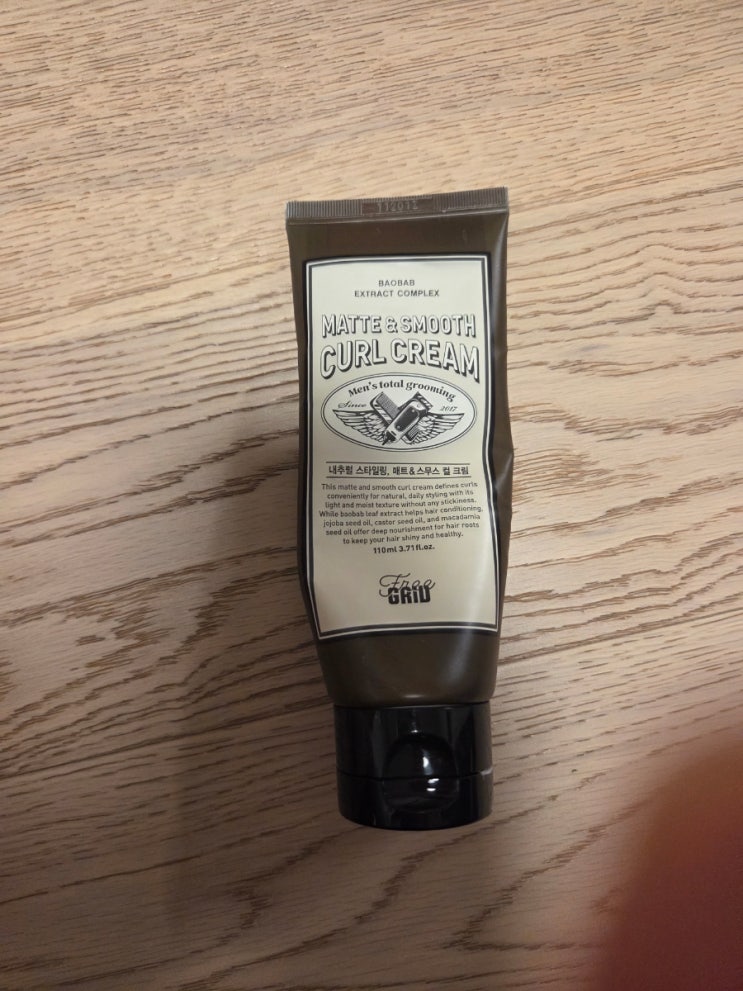 BAOBAB
EXTRACT COMPLEX
MATTE & SMOOTH
CURL CREAM
Men's total grooming
Since 2017
내추럴 스타일링, 매트&스무스 컬 크림
This matte and smooth curl cream defines curls
conveniently for natural, daily styling with its
light and moist texture without any stickiness.
While baobab leaf extract helps hair conditioning,
jojoba seed oil, castor seed oil, and macadamia
seed oil offer deep nourishment for hair roots
to keep your hair shiny and healthy.
110ml 3.71fl.oz.
Free
GRiD